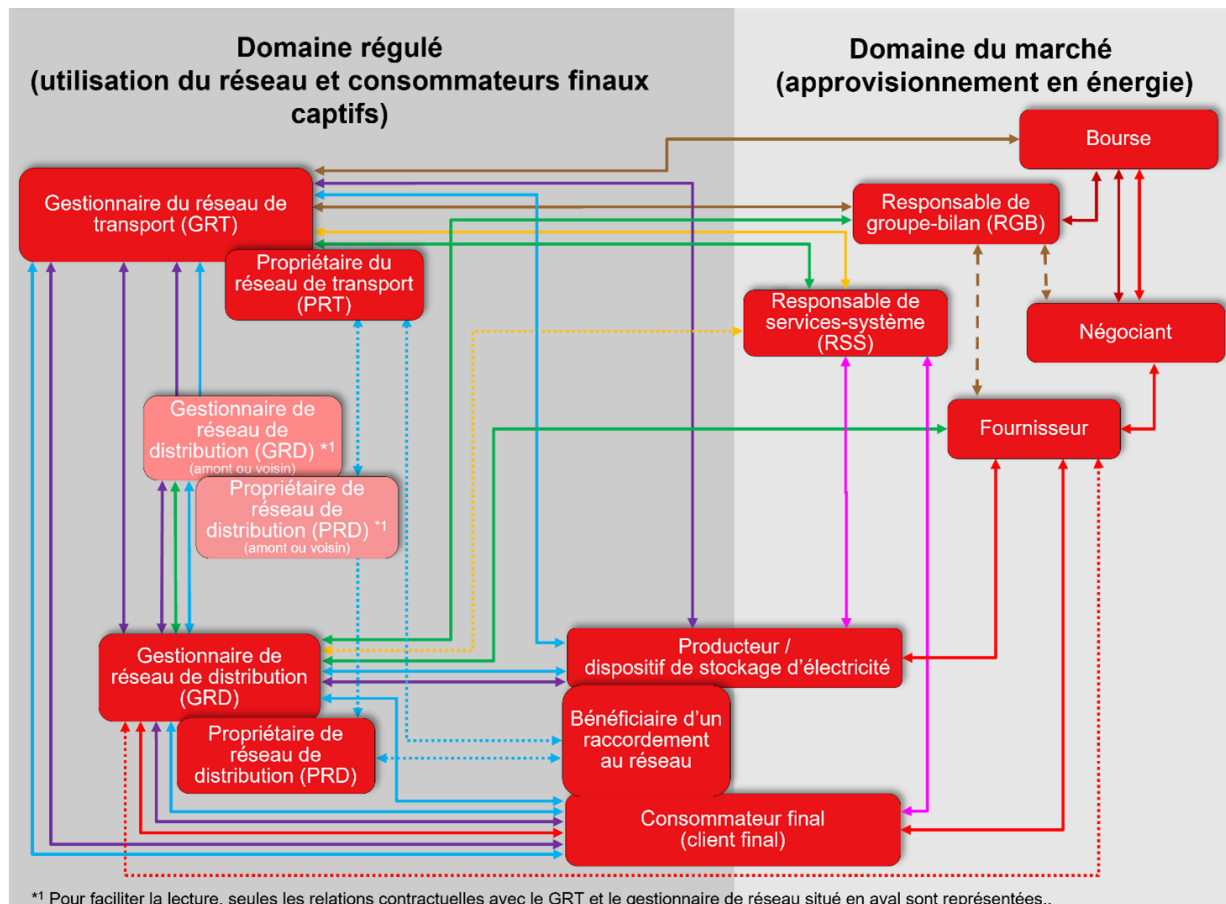 Domaine régulé
(utilisation du réseau et consommateurs finaux
captifs)
Domaine du marché
(approvisionnement en énergie)
Bourse
Gestionnaire du réseau de
transport (GRT)
Responsable de
groupe-bilan (RGB)
Propriétaire du
réseau de transport
(PRT)
Responsable de
services-système
(RSS)
Négociant
Gestionnaire de
réseau de
distribution (GRD) *1
(amont ou voisin)
Fournisseur
Propriétaire de
réseau de
distribution (PRD) *1
(amont ou voisin)
Gestionnaire de
réseau de distribution
(GRD)
Producteur /
dispositif de stockage d'électricité
Propriétaire de
réseau de
distribution (PRD)
Bénéficiaire d'un
raccordement
au réseau
Consommateur final
(client final)
*1 Pour faciliter la lecture, seules les relations contractuelles avec le GRT et le gestionnaire de réseau situé en aval sont représentées..